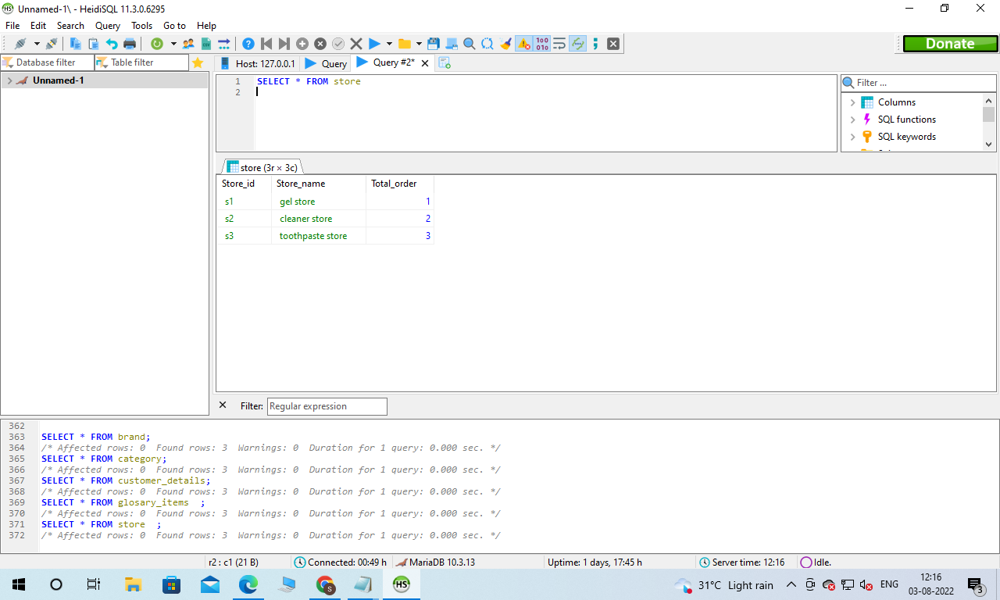 Unnamed-1\ - HeidiSQL 11.3.0.6295
File Edit Search Query Tools Go to Help
Donate
Database filter Table filter
Host: 127.0.0.1 Query Query #2*
Unnamed-1
1 SELECT * FROM store
2
Filter ...
Columns
SQL functions
SQL keywords
store (3r × 3c)
Store_id Store_name Total_order
s1 gel store 1
s2 cleaner store 2
s3 toothpaste store 3
Filter: Regular expression
362
363 SELECT * FROM brand;
364 /* Affected rows: 0 Found rows: 3 Warnings: 0 Duration for 1 query: 0.000 sec. */
365 SELECT * FROM category;
366 /* Affected rows: 0 Found rows: 3 Warnings: 0 Duration for 1 query: 0.000 sec. */
367 SELECT * FROM customer_details;
368 /* Affected rows: 0 Found rows: 3 Warnings: 0 Duration for 1 query: 0.000 sec. */
369 SELECT * FROM glosary_items ;
370 /* Affected rows: 0 Found rows: 3 Warnings: 0 Duration for 1 query: 0.000 sec. */
371 SELECT * FROM store ;
372 /* Affected rows: 0 Found rows: 3 Warnings: 0 Duration for 1 query: 0.000 sec. */
r2 : c1 (21 B) Connected: 00:49 h MariaDB 10.3.13 Uptime: 1 days, 17:45 h Server time: 12:16 Idle.
S HS 31°C Light rain ENG 12:16
03-08-2022 3